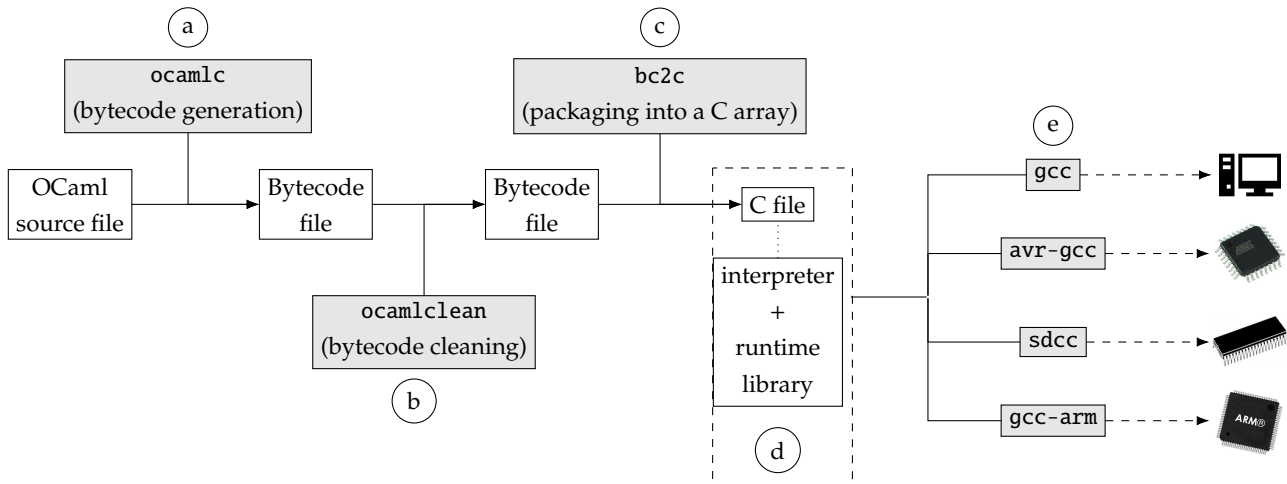 a
ocamlc
(bytecode generation)
c
bc2c
(packaging into a C array)
e
OCaml
source file
Bytecode
file
Bytecode
file
C file
ocamlclean
(bytecode cleaning)
b
interpreter
+
runtime
library
d
gcc
avr-gcc
sdcc
gcc-arm
ARM®